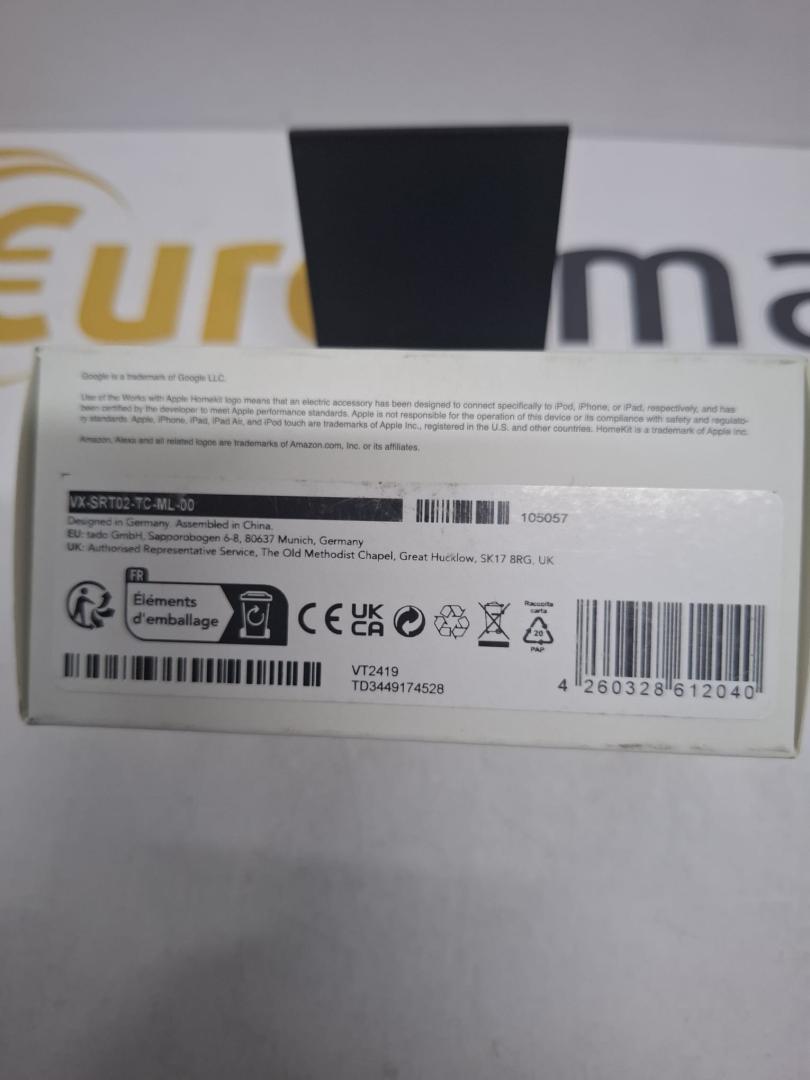 €uro
ma
Google is a trademark of Google LLC.
Use of the Works with Apple Homekit logo means that an electric accessory has been designed to connect specifically to iPod, iPhone, or iPad, respectively, and has
been certified by the developer to meet Apple performance standards. Apple is not responsible for the operation of this device or its compliance with safety and regulato-
ry standards. Apple, iPhone, iPad, iPad Air, and iPod touch are trademarks of Apple Inc., registered in the U.S. and other countries. HomeKit is a trademark of Apple Inc.
Amazon, Alexa and all related logos are trademarks of Amazon.com, Inc. or its affiliates.
VX-SRT02-TC-ML-00
105057
Designed in Germany. Assembled in China.
EU: tado GmbH, Sapporobogen 6-8, 80637 Munich, Germany
UK: Authorised Representative Service, The Old Methodist Chapel, Great Hucklow, SK17 8RG, UK
FR
Éléments
d'emballage
CE
UK
CA
Raccolta
carta
20
PAP
VT2419
TD3449174528
4 260328 612040